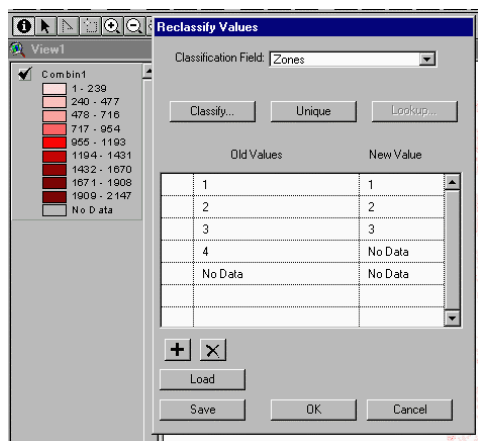 Reclassify Values
View1
Combin1
1 - 239
240 - 477
478 - 716
717 - 954
955 - 1193
1194 - 1431
1432 - 1670
1671 - 1908
1909 - 2147
No Data
Classification Field: Zones
Classify... Unique Lookup...
Old Values New Value
1 1
2 2
3 3
4 No Data
No Data No Data
Load
Save OK Cancel